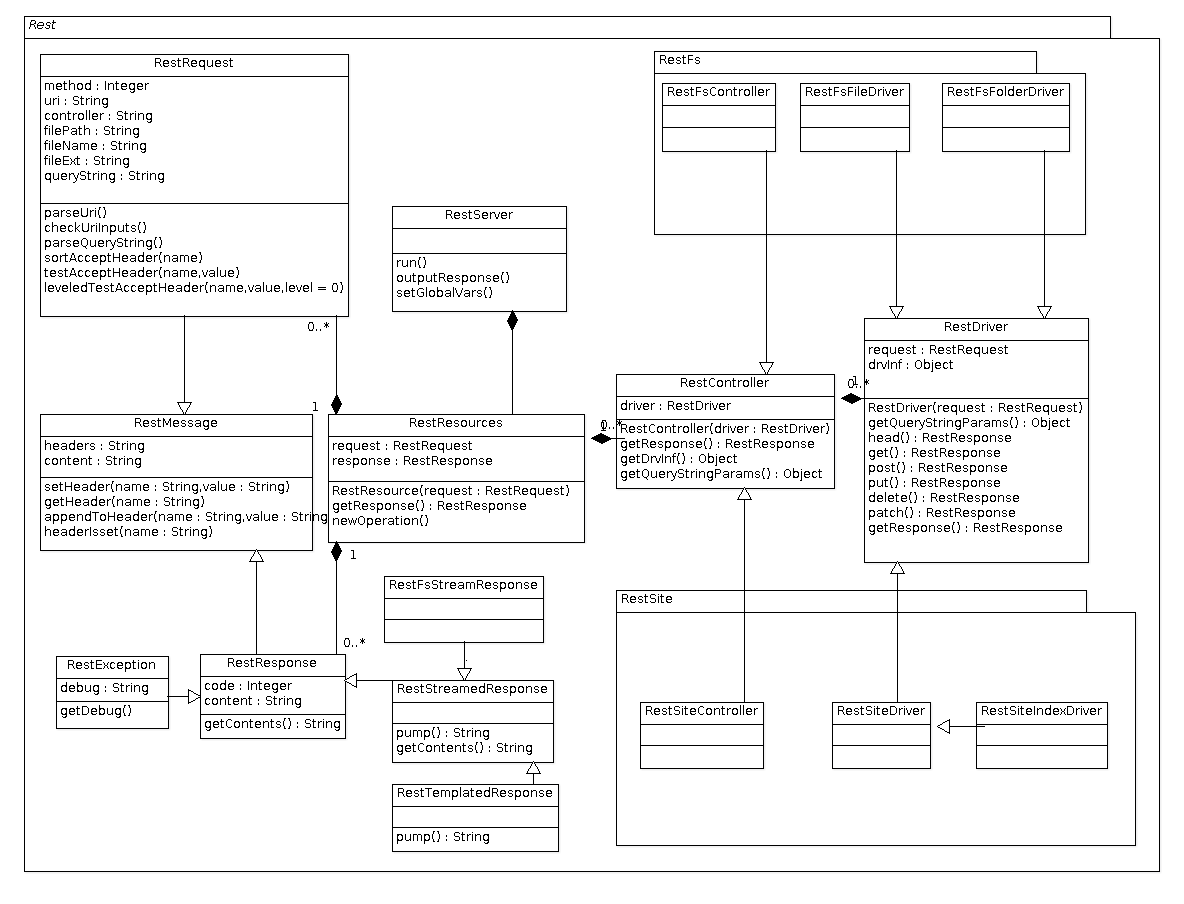 Rest
RestRequest
method : Integer
uri : String
controller : String
filePath : String
fileName : String
fileExt : String
queryString : String
parseUri()
checkUriInputs()
parseQueryString()
sortAcceptHeader(name)
testAcceptHeader(name,value)
leveledTestAcceptHeader(name,value,level = 0)
RestServer
run()
outputResponse()
setGlobalVars()
RestFs
RestFsController
RestFsFileDriver
RestFsFolderDriver
0..*
1
RestMessage
headers : String
content : String
setHeader(name : String,value : String)
getHeader(name : String)
appendToHeader(name : String,value : String
headerIsset(name : String)
RestResources
request : RestRequest
response : RestResponse
RestResource(request : RestRequest)
getResponse() : RestResponse
newOperation()
0..*
1
RestController
driver : RestDriver
RestController(driver : RestDriver)
getResponse() : RestResponse
getDrvInf() : Object
getQueryStringParams() : Object
1
0..*
RestDriver
request : RestRequest
drvInf : Object
RestDriver(request : RestRequest)
getQueryStringParams() : Object
head() : RestResponse
get() : RestResponse
post() : RestResponse
put() : RestResponse
delete() : RestResponse
patch() : RestResponse
getResponse() : RestResponse
1
0..*
RestFsStreamResponse
RestException
debug : String
getDebug()
RestResponse
code : Integer
content : String
getContents() : String
RestStreamedResponse
pump() : String
getContents() : String
RestTemplatedResponse
pump() : String
RestSite
RestSiteController
RestSiteDriver
RestSiteIndexDriver